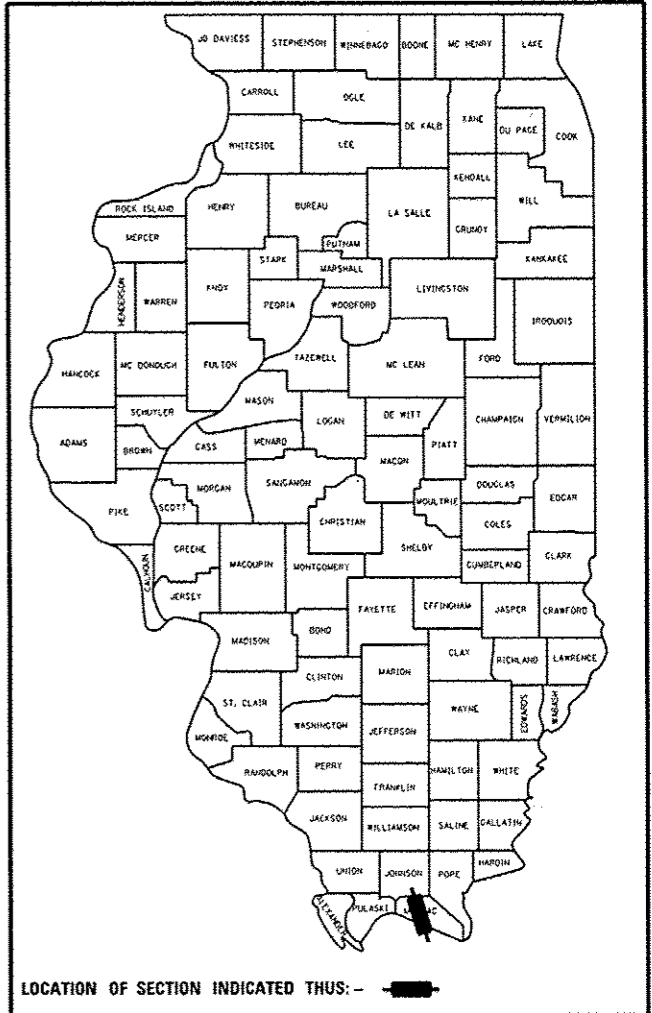 JO DAVIESS
STEPHENSON
WINNEBAGO
BOONE
MC HENRY
LAKE
CARROLL
OGLE
DE KALB
KANE
DU PAGE
COOK
WHITESIDE
LEE
KENDALL
WILL
ROCK ISLAND
HENRY
BUREAU
LA SALLE
GRUNDY
MERCER
PUTNAM
STARK
MARSHALL
KANKAKEE
HENDERSON
WARREN
KNOX
PEORIA
WOODFORD
LIVINGSTON
IROQUOIS
HANCOCK
MC DONOUGH
FULTON
TAZEWELL
MC LEAN
FORD
MASON
SCHUYLER
LOGAN
DE WITT
CHAMPAIGN
VERMILION
ADAMS
BROWN
CASS
MENARD
PIATT
MACON
MORGAN
SANGAMON
DOUGLAS
EDGAR
PIKE
SCOTT
CHRISTIAN
MOULTRIE
COLES
GREENE
MACOUPIN
MONTGOMERY
SHELBY
CUMBERLAND
CLARK
CALHOUN
JERSEY
FAYETTE
EFFINGHAM
JASPER
CRAWFORD
MADISON
BOND
CLAY
RICHLAND
LAWRENCE
CLINTON
MARION
ST. CLAIR
WAYNE
EDWARDS
WABASH
WASHINGTON
JEFFERSON
MONROE
RANDOLPH
PERRY
HAMILTON
WHITE
FRANKLIN
JACKSON
WILLIAMSON
SALINE
GALLATIN
UNION
JOHNSON
POPE
HARDIN
ALEXANDER
PULASKI
LOCATION OF SECTION INDICATED THUS: -